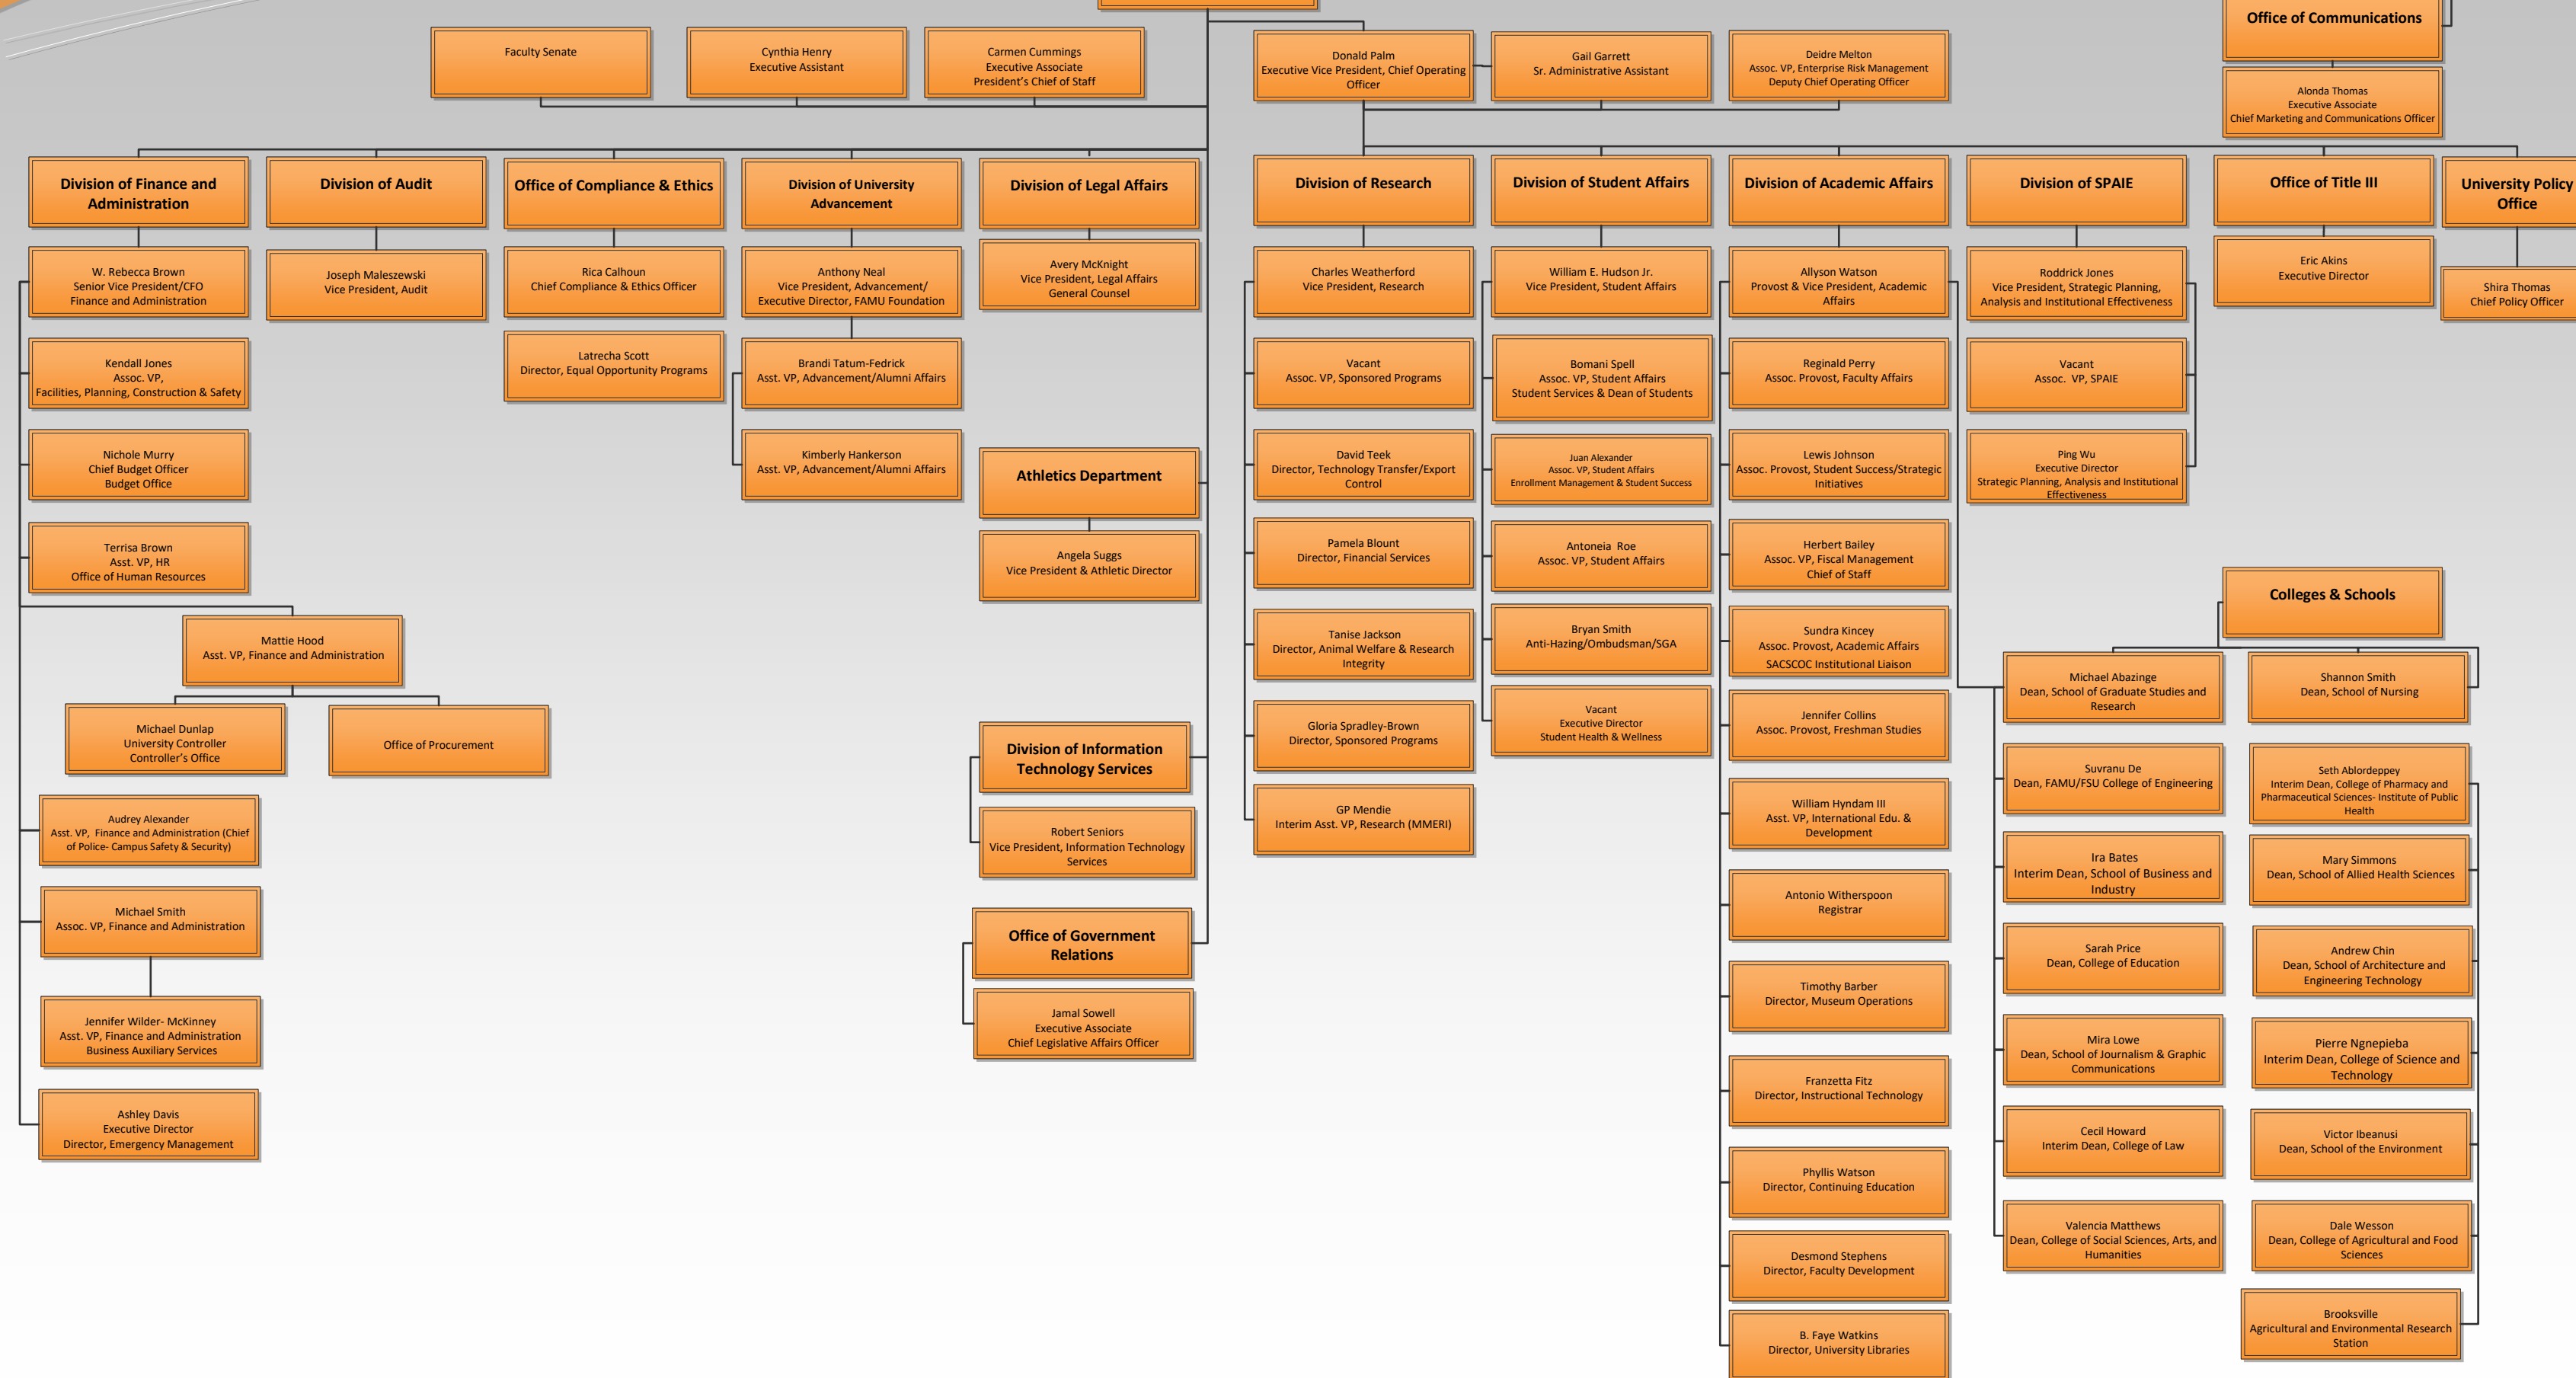 Office of Communications
Faculty Senate
Cynthia Henry
Executive Assistant
Carmen Cummings
Executive Associate
President’s Chief of Staff
Donald Palm
Executive Vice President, Chief Operating
Officer
Gail Garrett
Sr. Administrative Assistant
Deidre Melton
Assoc. VP, Enterprise Risk Management
Deputy Chief Operating Officer
Alonda Thomas
Executive Associate
Chief Marketing and Communications Officer
Division of Finance and
Administration
Division of Audit
Office of Compliance & Ethics
Division of University
Advancement
Division of Legal Affairs
Division of Research
Division of Student Affairs
Division of Academic Affairs
Division of SPAIE
Office of Title III
University Policy
Office
W. Rebecca Brown
Senior Vice President/CFO
Finance and Administration
Joseph Maleszewski
Vice President, Audit
Rica Calhoun
Chief Compliance & Ethics Officer
Anthony Neal
Vice President, Advancement/
Executive Director, FAMU Foundation
Avery McKnight
Vice President, Legal Affairs
General Counsel
Charles Weatherford
Vice President, Research
William E. Hudson Jr.
Vice President, Student Affairs
Allyson Watson
Provost & Vice President, Academic
Affairs
Roddrick Jones
Vice President, Strategic Planning,
Analysis and Institutional Effectiveness
Eric Akins
Executive Director
Shira Thomas
Chief Policy Officer
Kendall Jones
Assoc. VP,
Facilities, Planning, Construction & Safety
Latrecha Scott
Director, Equal Opportunity Programs
Brandi Tatum-Fedrick
Asst. VP, Advancement/Alumni Affairs
Vacant
Assoc. VP, Sponsored Programs
Bomani Spell
Assoc. VP, Student Affairs
Student Services & Dean of Students
Reginald Perry
Assoc. Provost, Faculty Affairs
Vacant
Assoc. VP, SPAIE
Nichole Murry
Chief Budget Officer
Budget Office
Kimberly Hankerson
Asst. VP, Advancement/Alumni Affairs
Athletics Department
David Teek
Director, Technology Transfer/Export
Control
Juan Alexander
Assoc. VP, Student Affairs
Enrollment Management & Student Success
Lewis Johnson
Assoc. Provost, Student Success/Strategic
Initiatives
Ping Wu
Executive Director
Strategic Planning, Analysis and Institutional
Effectiveness
Terrisa Brown
Asst. VP, HR
Office of Human Resources
Angela Suggs
Vice President & Athletic Director
Pamela Blount
Director, Financial Services
Antoneia Roe
Assoc. VP, Student Affairs
Herbert Bailey
Assoc. VP, Fiscal Management
Chief of Staff
Colleges & Schools
Mattie Hood
Asst. VP, Finance and Administration
Tanise Jackson
Director, Animal Welfare & Research
Integrity
Bryan Smith
Anti-Hazing/Ombudsman/SGA
Sundra Kincey
Assoc. Provost, Academic Affairs
SACSCOC Institutional Liaison
Michael Abazinge
Dean, School of Graduate Studies and
Research
Shannon Smith
Dean, School of Nursing
Michael Dunlap
University Controller
Controller’s Office
Office of Procurement
Division of Information
Technology Services
Gloria Spradley-Brown
Director, Sponsored Programs
Vacant
Executive Director
Student Health & Wellness
Jennifer Collins
Assoc. Provost, Freshman Studies
Suvranu De
Dean, FAMU/FSU College of Engineering
Seth Ablordeppey
Interim Dean, College of Pharmacy and
Pharmaceutical Sciences- Institute of Public
Health
Audrey Alexander
Asst. VP, Finance and Administration (Chief
of Police- Campus Safety & Security)
Robert Seniors
Vice President, Information Technology
Services
GP Mendie
Interim Asst. VP, Research (MMERI)
William Hyndam III
Asst. VP, International Edu. &
Development
Ira Bates
Interim Dean, School of Business and
Industry
Mary Simmons
Dean, School of Allied Health Sciences
Michael Smith
Assoc. VP, Finance and Administration
Office of Government
Relations
Antonio Witherspoon
Registrar
Sarah Price
Dean, College of Education
Andrew Chin
Dean, School of Architecture and
Engineering Technology
Jennifer Wilder- McKinney
Asst. VP, Finance and Administration
Business Auxiliary Services
Jamal Sowell
Executive Associate
Chief Legislative Affairs Officer
Timothy Barber
Director, Museum Operations
Mira Lowe
Dean, School of Journalism & Graphic
Communications
Pierre Ngnepieba
Interim Dean, College of Science and
Technology
Ashley Davis
Executive Director
Director, Emergency Management
Franzetta Fitz
Director, Instructional Technology
Cecil Howard
Interim Dean, College of Law
Victor Ibeanusi
Dean, School of the Environment
Phyllis Watson
Director, Continuing Education
Valencia Matthews
Dean, College of Social Sciences, Arts, and
Humanities
Dale Wesson
Dean, College of Agricultural and Food
Sciences
Desmond Stephens
Director, Faculty Development
B. Faye Watkins
Director, University Libraries
Brooksville
Agricultural and Environmental Research
Station